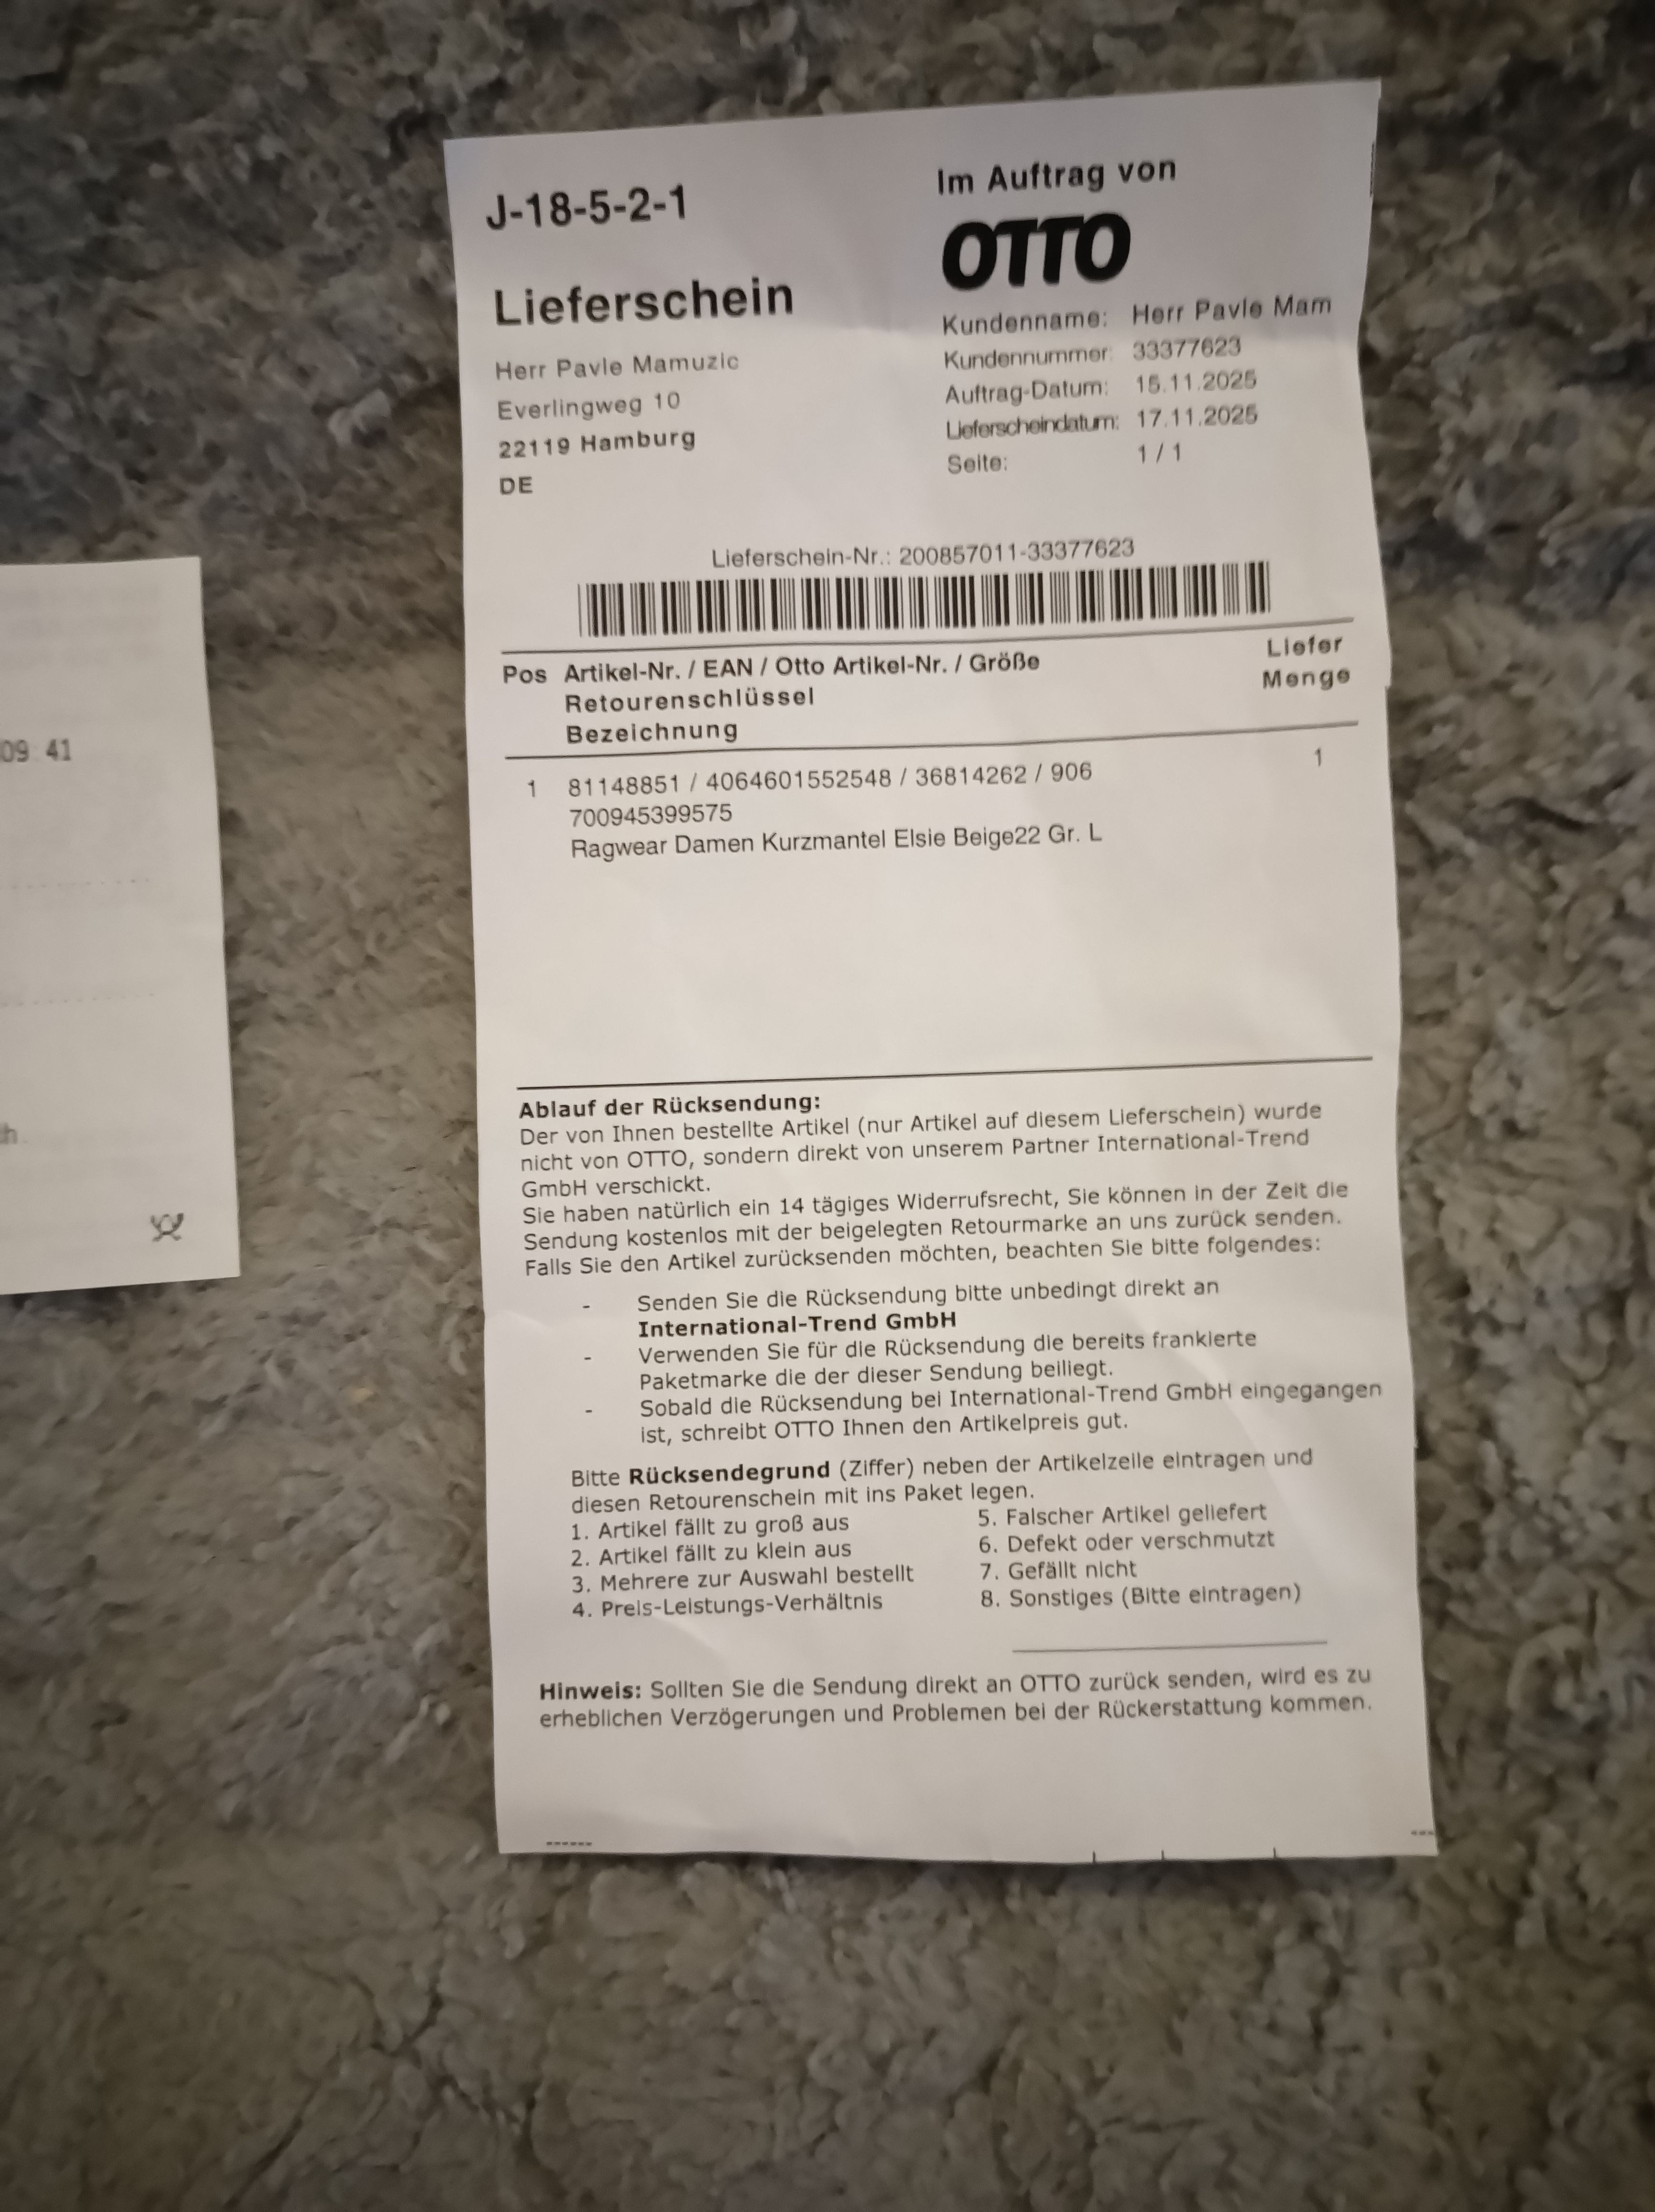 J-18-5-2-1
Im Auftrag von
OTTO
Lieferschein
Herr Pavle Mamuzic
Everlingweg 10
22119 Hamburg
DE
Kundenname: Herr Pavle Mam
Kundennummer: 33377623
Auftrag-Datum: 15.11.2025
Lieferscheindatum: 17.11.2025
Seite: 1 / 1
Lieferschein-Nr.: 200857011-33377623
Pos Artikel-Nr. / EAN / Otto Artikel-Nr. / Größe
Retourenschlüssel
Bezeichnung
Liefer
Menge
1 81148851 / 4064601552548 / 36814262 / 906 1
700945399575
Ragwear Damen Kurzmantel Elsie Beige22 Gr. L
Ablauf der Rücksendung:
Der von Ihnen bestellte Artikel (nur Artikel auf diesem Lieferschein) wurde
nicht von OTTO, sondern direkt von unserem Partner International-Trend
GmbH verschickt.
Sie haben natürlich ein 14 tägiges Widerrufsrecht, Sie können in der Zeit die
Sendung kostenlos mit der beigelegten Retourmarke an uns zurück senden.
Falls Sie den Artikel zurücksenden möchten, beachten Sie bitte folgendes:
- Senden Sie die Rücksendung bitte unbedingt direkt an
International-Trend GmbH
- Verwenden Sie für die Rücksendung die bereits frankierte
Paketmarke die der dieser Sendung beiliegt.
- Sobald die Rücksendung bei International-Trend GmbH eingegangen
ist, schreibt OTTO Ihnen den Artikelpreis gut.
Bitte Rücksendegrund (Ziffer) neben der Artikelzeile eintragen und
diesen Retourenschein mit ins Paket legen.
1. Artikel fällt zu groß aus
2. Artikel fällt zu klein aus
3. Mehrere zur Auswahl bestellt
4. Preis-Leistungs-Verhältnis
5. Falscher Artikel geliefert
6. Defekt oder verschmutzt
7. Gefällt nicht
8. Sonstiges (Bitte eintragen)
Hinweis: Sollten Sie die Sendung direkt an OTTO zurück senden, wird es zu
erheblichen Verzögerungen und Problemen bei der Rückerstattung kommen.
09 41